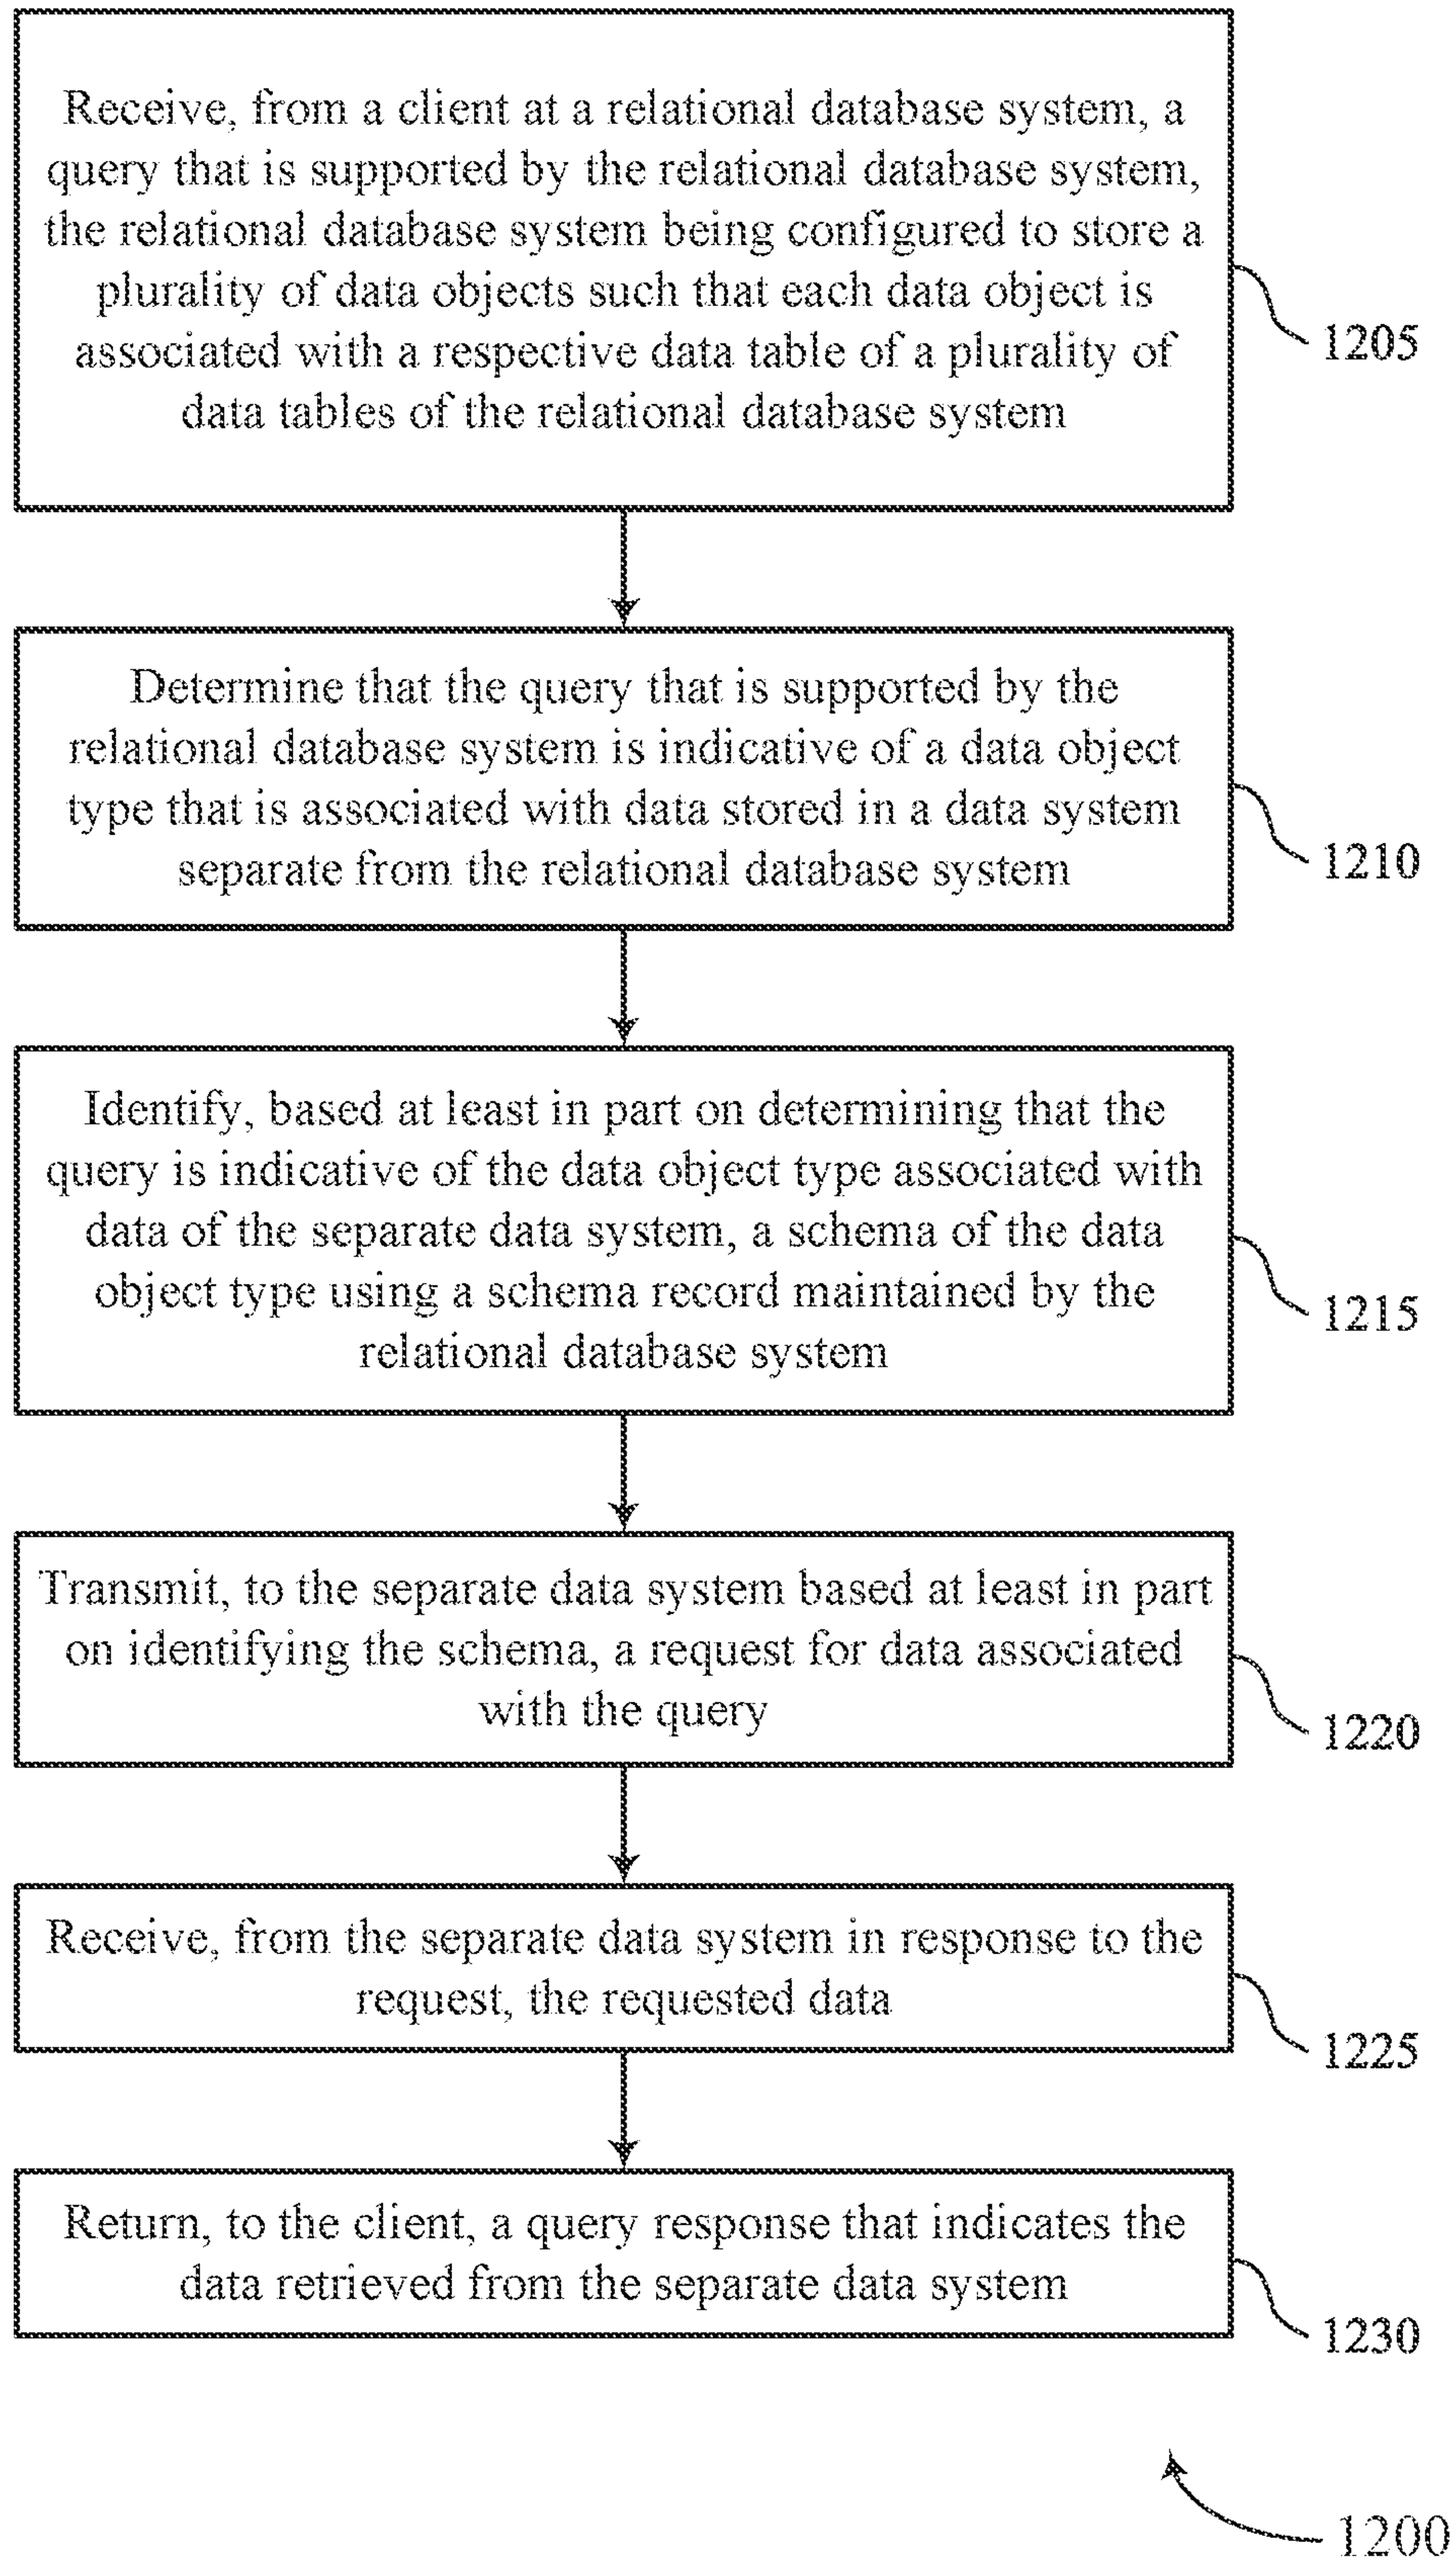 Receive, from a client at a relational database system, a
query that is supported by the relational database system,
the relational database system being configured to store a
plurality of data objects such that each data object is
associated with a respective data table of a plurality of
data tables of the relational database system
1205
Determine that the query that is supported by the
relational database system is indicative of a data object
type that is associated with data stored in a data system
separate from the relational database system
1210
Identify, based at least in part on determining that the
query is indicative of the data object type associated with
data of the separate data system, a schema of the data
object type using a schema record maintained by the
relational database system
1215
Transmit, to the separate data system based at least in part
on identifying the schema, a request for data associated
with the query
1220
Receive, from the separate data system in response to the
request, the requested data
1225
Return, to the client, a query response that indicates the
data retrieved from the separate data system
1230
1200